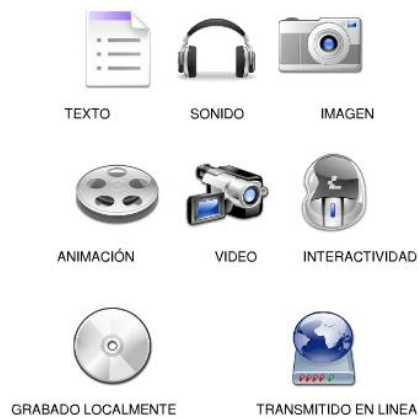 TEXTO
SONIDO
IMAGEN
ANIMACIÓN
VIDEO
INTERACTIVIDAD
GRABADO LOCALMENTE
TRANSMITIDO EN LINEA